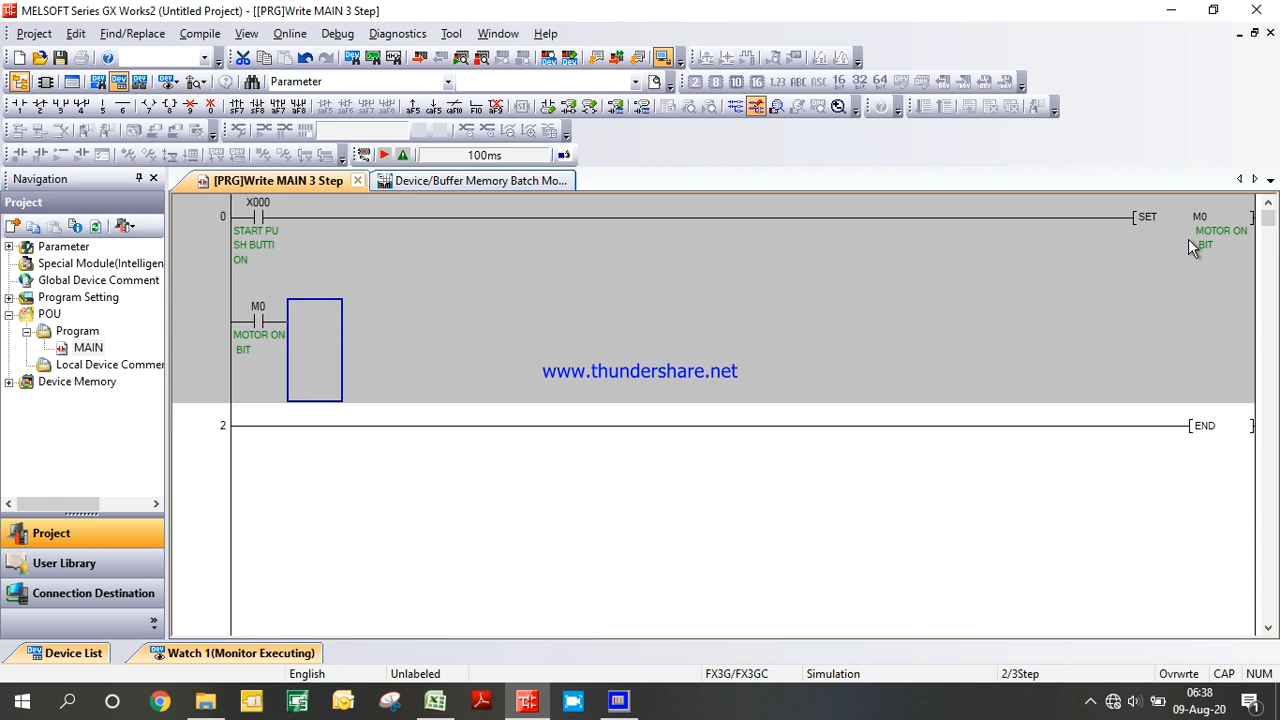 MELSOFT Series GX Works2 (Untitled Project) - [[PRG]Write MAIN 3 Step]
Project Edit Find/Replace Compile View Online Debug Diagnostics Tool Window Help
Parameter
100ms
Navigation
[PRG]Write MAIN 3 Step
Device/Buffer Memory Batch Mo...
Project
Parameter
Special Module(Intelligen
Global Device Comment
Program Setting
POU
Program
MAIN
Local Device Commer
Device Memory
Project
User Library
Connection Destination
X000
0
SET M0
START PU
SH BUTTI
ON
MOTOR ON
BIT
M0
MOTOR ON
BIT
www.thundershare.net
2
END
Device List
Watch 1(Monitor Executing)
English
Unlabeled
FX3G/FX3GC
Simulation
2/3Step
Ovrwrte
CAP
NUM
06:38
09-Aug-20